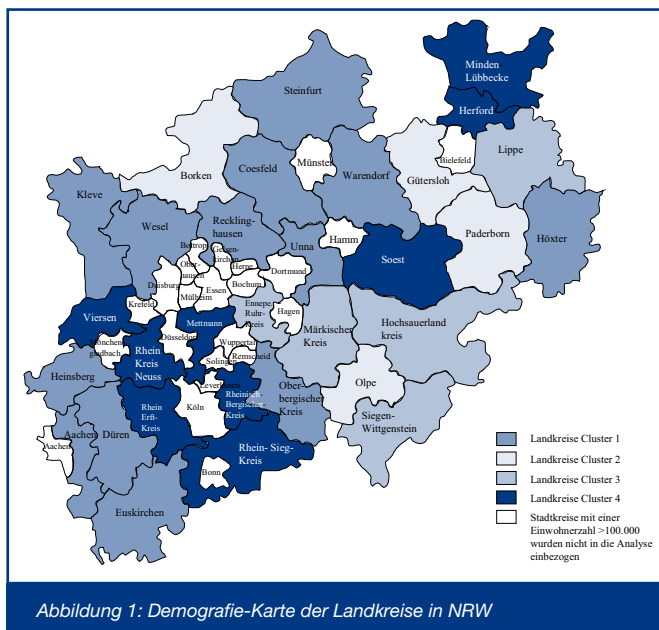 Minden
Lübbecke
Herford
Steinfurt
Lippe
Bielefeld
Münster
Borken
Coesfeld
Warendorf
Gütersloh
Kleve
Höxter
Paderborn
Wesel
Reckling-
hausen
Hamm
Unna
Soest
Bottrop
Gelsen-
kirchen
Ober-
hausen
Herne
Dortmund
Bochum
Essen
Duisburg
Mülheim
Ennepe
Ruhr-
kreis
Hagen
Krefeld
Viersen
Mettmann
Märkischer
Kreis
Hochsauerland
kreis
Düsseldorf
Wuppertal
Mönchen
gladbach
Remscheid
Solingen
Rhein
Kreis
Neuss
Heinsberg
Leverkusen
Rheinisch
Bergischer
Kreis
Ober-
bergischer
Kreis
Olpe
Siegen-
Wittgenstein
Köln
Rhein
Erft-
Kreis
Aachen
Düren
Aachen
Rhein- Sieg-
Kreis
Bonn
Euskirchen
Landkreise Cluster 1
Landkreise Cluster 2
Landkreise Cluster 3
Landkreise Cluster 4
Stadtkreise mit einer
Einwohnerzahl >100.000
wurden nicht in die Analyse
einbezogen
Abbildung 1: Demografie-Karte der Landkreise in NRW